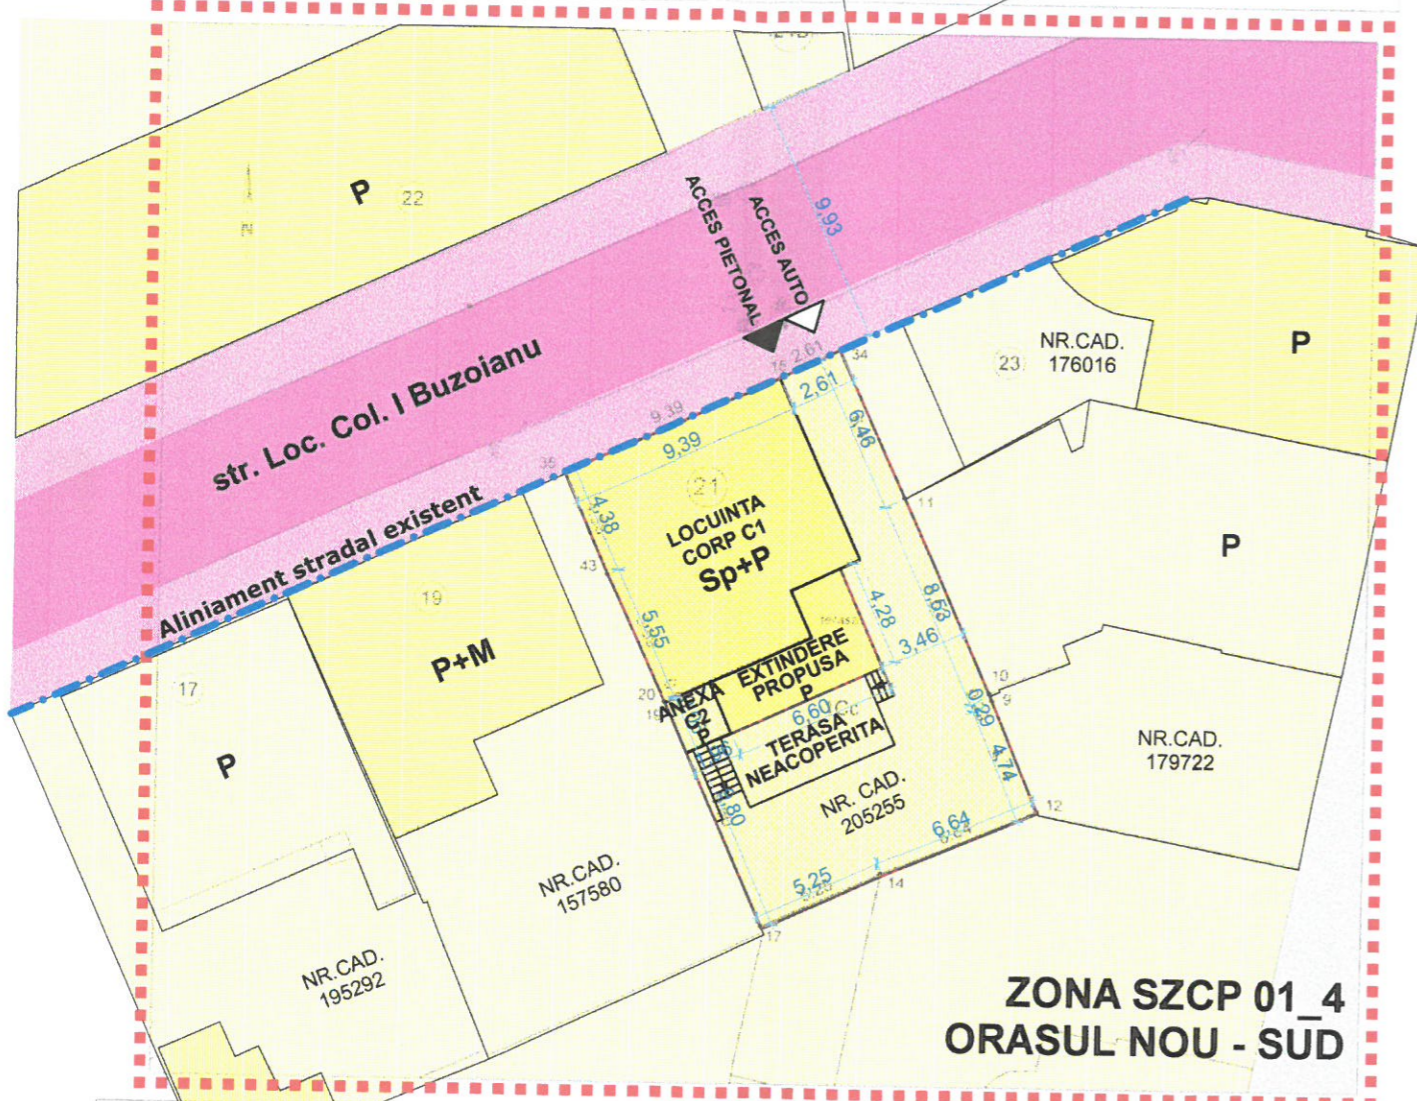 P
22
N
ACCES PIETONAL
ACCES AUTO
9,93
str. Loc. Col. I Buzoianu
Aliniament stradal existent
NR.CAD.
176016
23
P
34
15
2,61
2,61
9,39
9,39
35
6,46
21
LOCUINTA
CORP C1
Sp+P
4,38
43
11
P
5,55
4,28
8,53
3,46
19
P+M
17
P
20
19
ANEXA
C2
P
EXTINDERE
PROPUSA
P
6,60
TERASA
NEACOPERITA
10
9
0,29
4,74
NR.CAD.
179722
NR. CAD.
205255
12
6,64
5,25
14
17
NR.CAD.
157580
NR.CAD.
195292
ZONA SZCP 01_4
ORASUL NOU - SUD